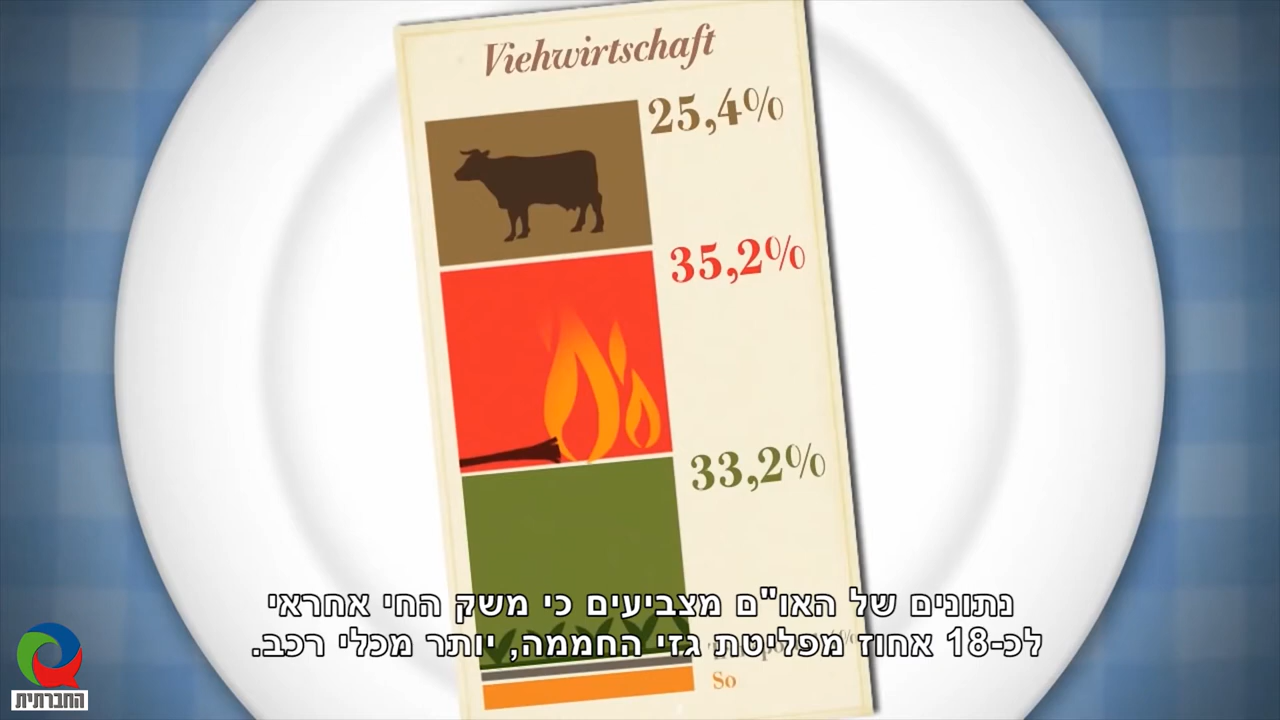 Viehwirtschaft
25,4%
35,2%
33,2%
So
נתונים של האו"ם מצביעים כי משק החי אחראי
לכ-18 אחוז מפליטת גזי החממה, יותר מכלי רכב.
החברתית